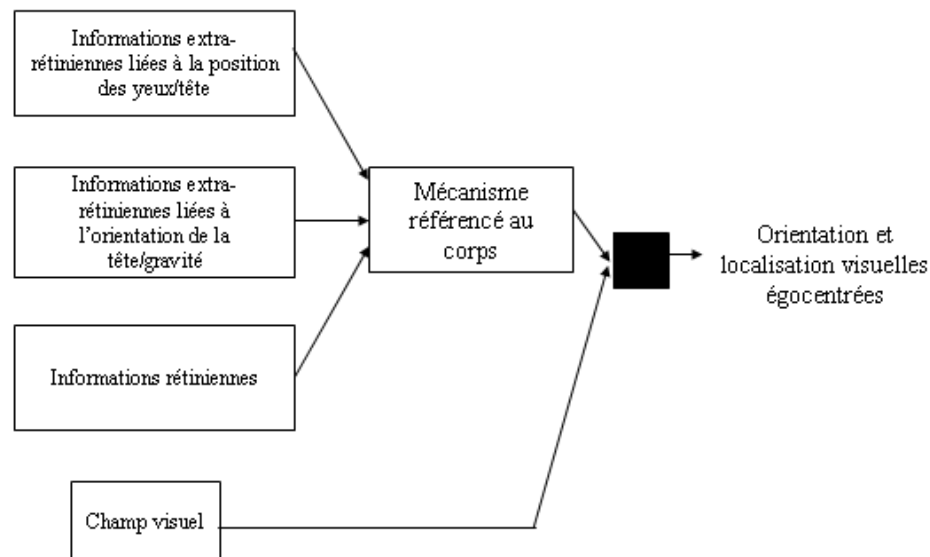 Informations extra-
rétiniennes liées à la position
des yeux/tête
Informations extra-
rétiniennes liées à
l'orientation de la
tête/gravité
Informations rétiniennes
Champ visuel
Mécanisme
référencé au
corps
Orientation et
localisation visuelles
égocentrées